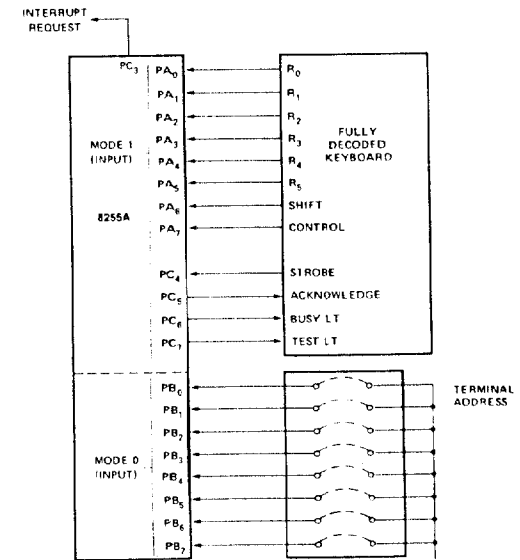 INTERRUPT
REQUEST
PC3
MODE 1
(INPUT)
8255A
PA0
PA1
PA2
PA3
PA4
PA5
PA6
PA7
PC4
PC5
PC6
PC7
R0
R1
R2
R3
R4
R5
SHIFT
CONTROL
STROBE
ACKNOWLEDGE
BUSY LT
TEST LT
FULLY
DECODED
KEYBOARD
MODE 0
(INPUT)
PB0
PB1
PB2
PB3
PB4
PB5
PB6
PB7
TERMINAL
ADDRESS